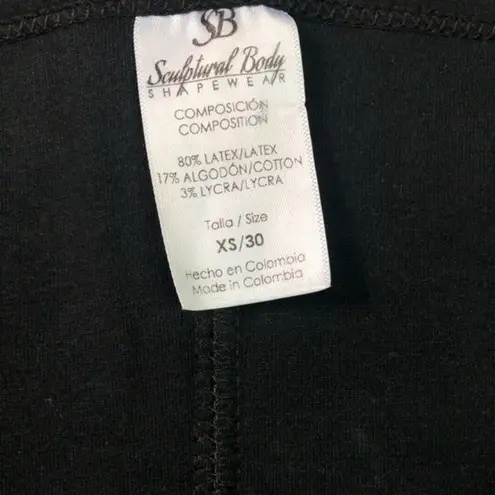 SB
Sculptural Body
SHAPEWEAR
COMPOSICIÓN
COMPOSITION
80% LATEX/LATEX
17% ALGODÓN/COTTON
3% LYCRA/LYCRA
Talla / Size
XS/30
Hecho en Colombia
Made in Colombia